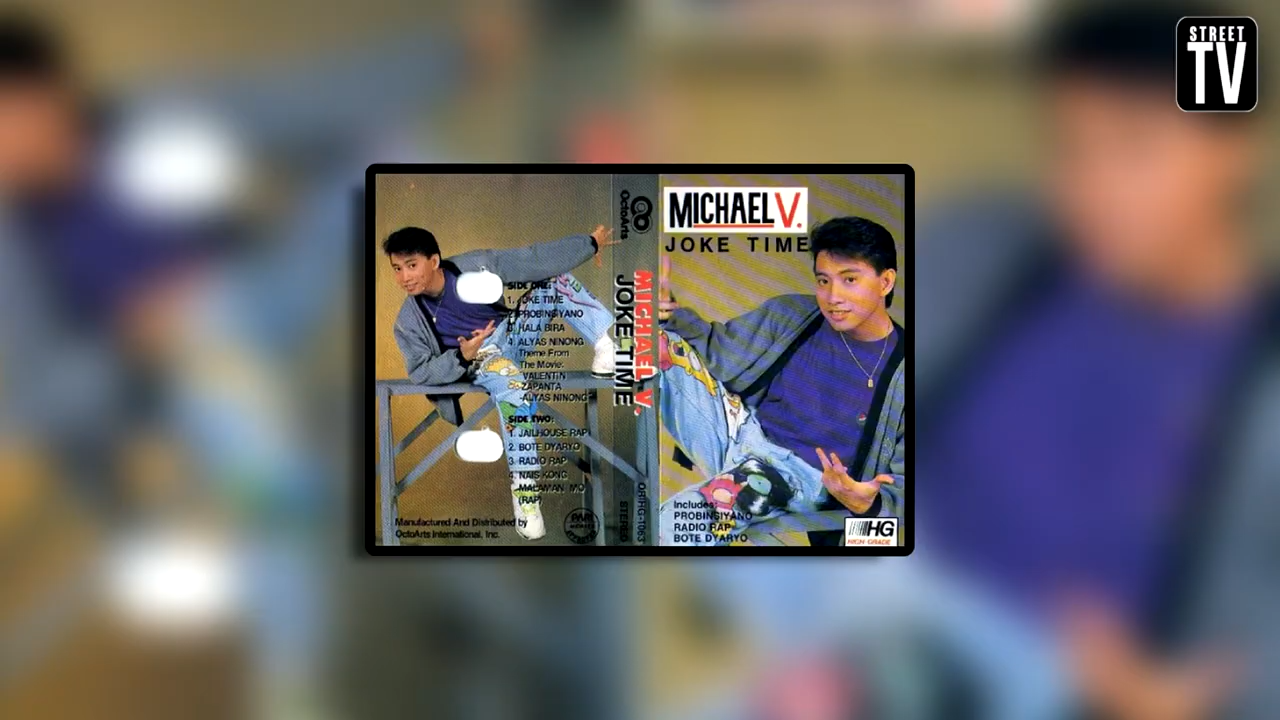 STREET
TV
SIDE ONE:
1. JOKE TIME
2. PROBINSIYANO
3. HALA BIRA
4. ALYAS NINONG
Theme From
The Movie:
VALENTIN
ZAPANTA
ALYAS NINONG
SIDE TWO:
1. JAILHOUSE RAP
2. BOTE DYARYO
3. RADIO RAP
4. NAIS KONG
MALAMAN MO
(RAP)
Manufactured And Distributed by
OctoArts International, Inc.
PARI
MEMBER
OctoArts
MICHAEL V.
JOKE TIME
STEREO
MICHAEL V.
JOKE TIME
Includes:
PROBINSIYANO
RADIO RAP
BOTE DYARYO
HG
HIGH GRADE